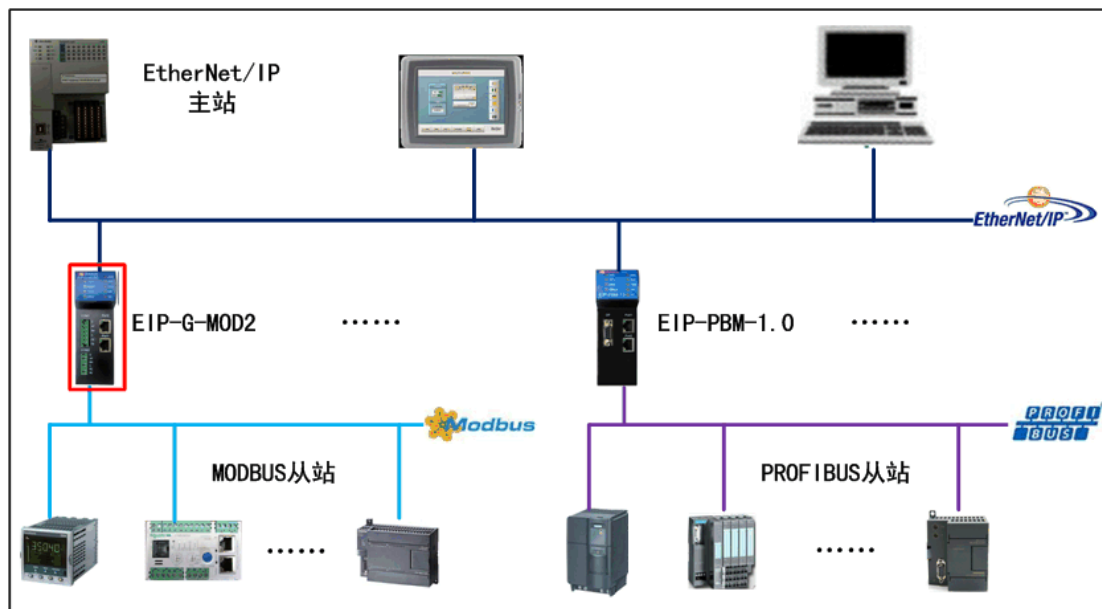 EtherNet/IP
主站
EtherNet/IP
EIP-G-MOD2
······
EIP-PBM-1.0
······
Modbus
PROFI
BUS
MODBUS从站
PROFIBUS从站
35040
······
······